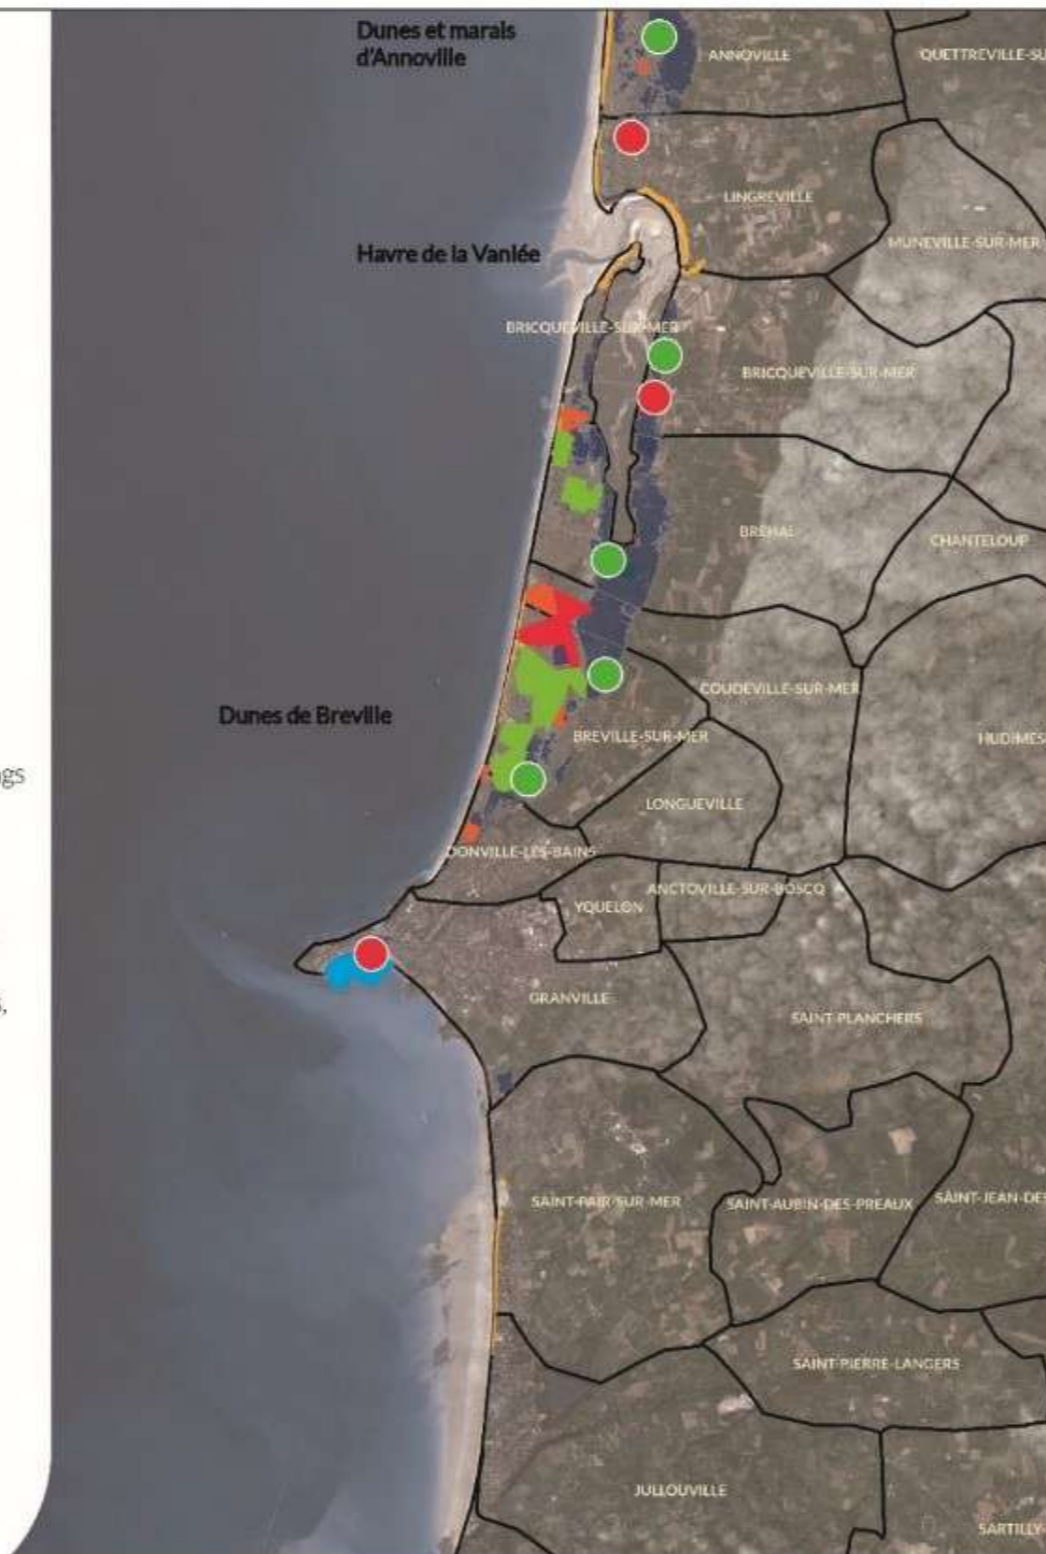 Dunes et marais
d'Annoville
ANNOVILLE
QUETTREVILLE-SU
LINGREVILLE
MUNEVILLE-SUR-MER
Havre de la Vanlée
BRICQUEVILLE-SUR-MER
BRICQUEVILLE-SUR-MER
BREHAL
CHANTELOUP
COUDEVILLE-SUR-MER
Dunes de Breville
BREVILLE-SUR-MER
HUDIMES
ngs
LONGUEVILLE
DONVILLE-LES-BAINS
ANCTOVILLE-SUR-BOSCQ
YQUELON
GRANVILLE
s,
SAINT-PLANCHERS
SAINT-PAIR-SUR-MER
SAINT-AUBIN-DES-PREAUX
SAINT-JEAN-DES
SAINT-PIERRE-LANGERS
JULLOUVILLE
SARTILLY-